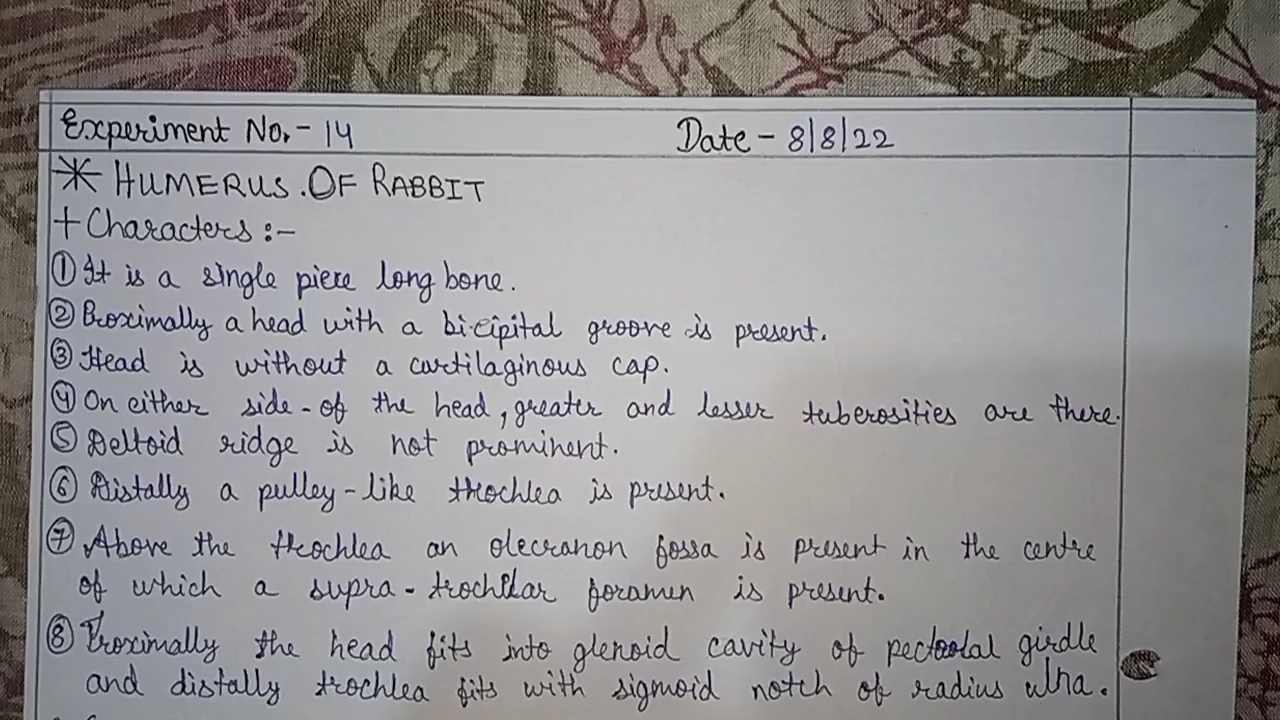 Experiment No.- 14 Date - 8/8/22
* HUMERUS. OF RABBIT
+ Characters :-
① It is a single piece long bone.
② Proximally a head with a bicipital groove is present.
③ Head is without a cartilaginous cap.
④ On either side - of the head, greater and lesser tuberosities are there.
⑤ Deltoid ridge is not prominent.
⑥ Distally a pulley-like trochlea is present.
⑦ Above the trochlea an olecranon fossa is present in the centre
of which a supra-trochlar foramen is present.
⑧ Proximally the head fits into glenoid cavity of pectoral girdle
and distally trochlea fits with sigmoid notch of radius ulna.